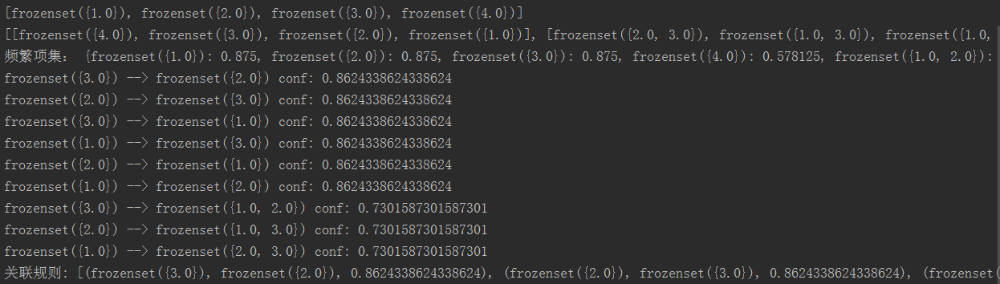 [frozenset({1.0}), frozenset({2.0}), frozenset({3.0}), frozenset({4.0})]
[[frozenset({4.0}), frozenset({3.0}), frozenset({2.0}), frozenset({1.0})], [frozenset({2.0, 3.0}), frozenset({1.0, 3.0}), frozenset({1.0,
频繁项集： {frozenset({1.0}): 0.875, frozenset({2.0}): 0.875, frozenset({3.0}): 0.875, frozenset({4.0}): 0.578125, frozenset({1.0, 2.0}):
frozenset({3.0}) --> frozenset({2.0}) conf: 0.8624338624338624
frozenset({2.0}) --> frozenset({3.0}) conf: 0.8624338624338624
frozenset({3.0}) --> frozenset({1.0}) conf: 0.8624338624338624
frozenset({1.0}) --> frozenset({3.0}) conf: 0.8624338624338624
frozenset({2.0}) --> frozenset({1.0}) conf: 0.8624338624338624
frozenset({1.0}) --> frozenset({2.0}) conf: 0.8624338624338624
frozenset({3.0}) --> frozenset({1.0, 2.0}) conf: 0.7301587301587301
frozenset({2.0}) --> frozenset({1.0, 3.0}) conf: 0.7301587301587301
frozenset({1.0}) --> frozenset({2.0, 3.0}) conf: 0.7301587301587301
关联规则: [(frozenset({3.0}), frozenset({2.0}), 0.8624338624338624), (frozenset({2.0}), frozenset({3.0}), 0.8624338624338624), (frozenset(